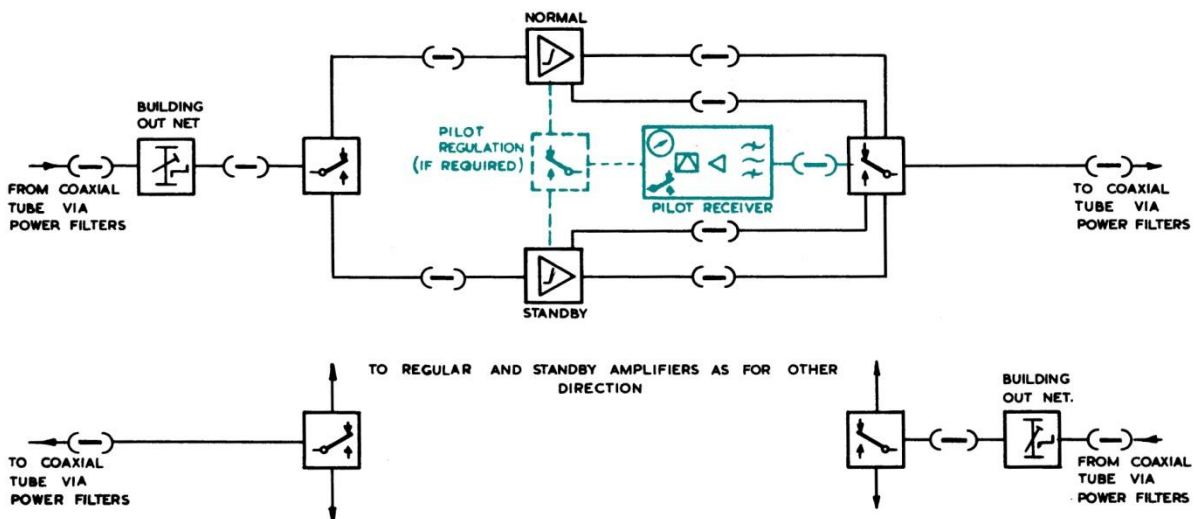 NORMAL
BUILDING
OUT NET
PILOT
REGULATION
(IF REQUIRED)
FROM COAXIAL
TUBE VIA
POWER FILTERS
PILOT RECEIVER
TO COAXIAL
TUBE VIA
POWER FILTERS
STANDBY
TO REGULAR AND STANDBY AMPLIFIERS AS FOR OTHER
DIRECTION
BUILDING
OUT NET.
TO COAXIAL
TUBE VIA
POWER FILTERS
FROM COAXIAL
TUBE VIA
POWER FILTERS